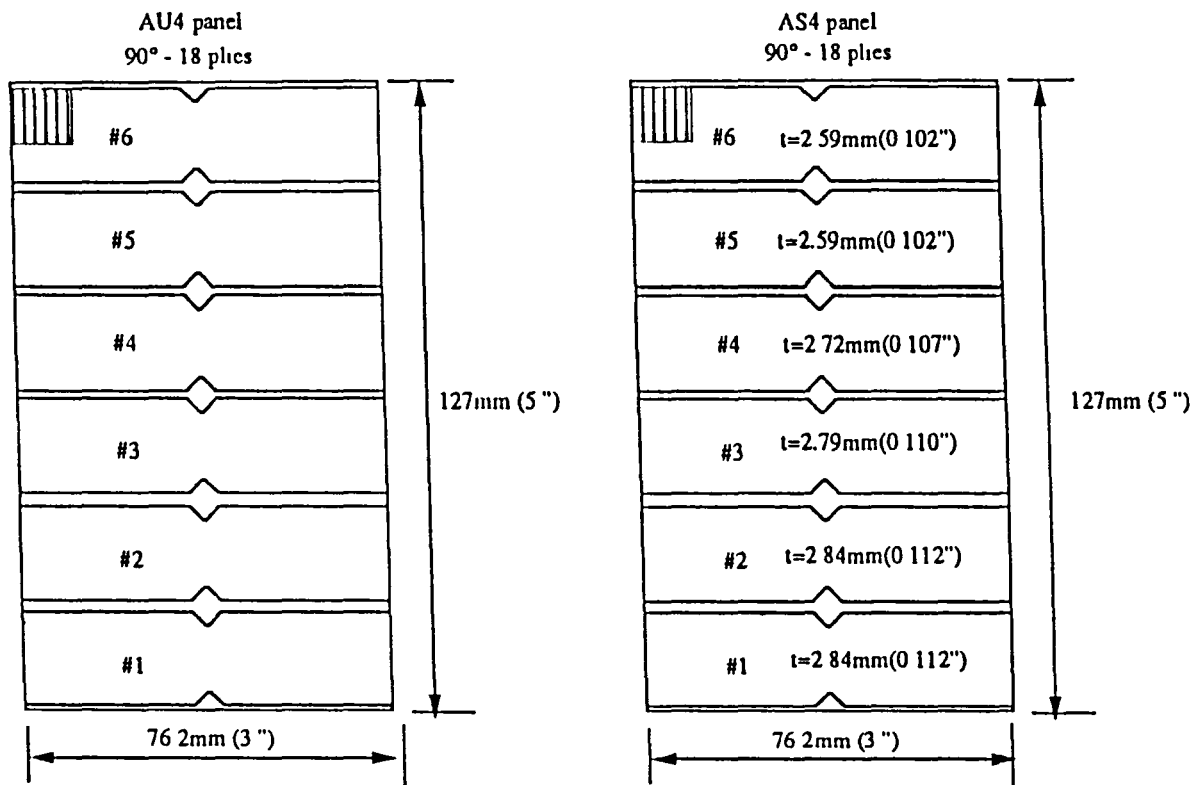 AU4 panel
90° - 18 plies
#6
#5
#4
#3
#2
#1
127mm (5 ")
76 2mm (3 ")
AS4 panel
90° - 18 plies
#6 t=2 59mm(0 102")
#5 t=2.59mm(0 102")
#4 t=2 72mm(0 107")
#3 t=2.79mm(0 110")
#2 t=2 84mm(0 112")
#1 t=2 84mm(0 112")
127mm (5 ")
76 2mm (3 ")